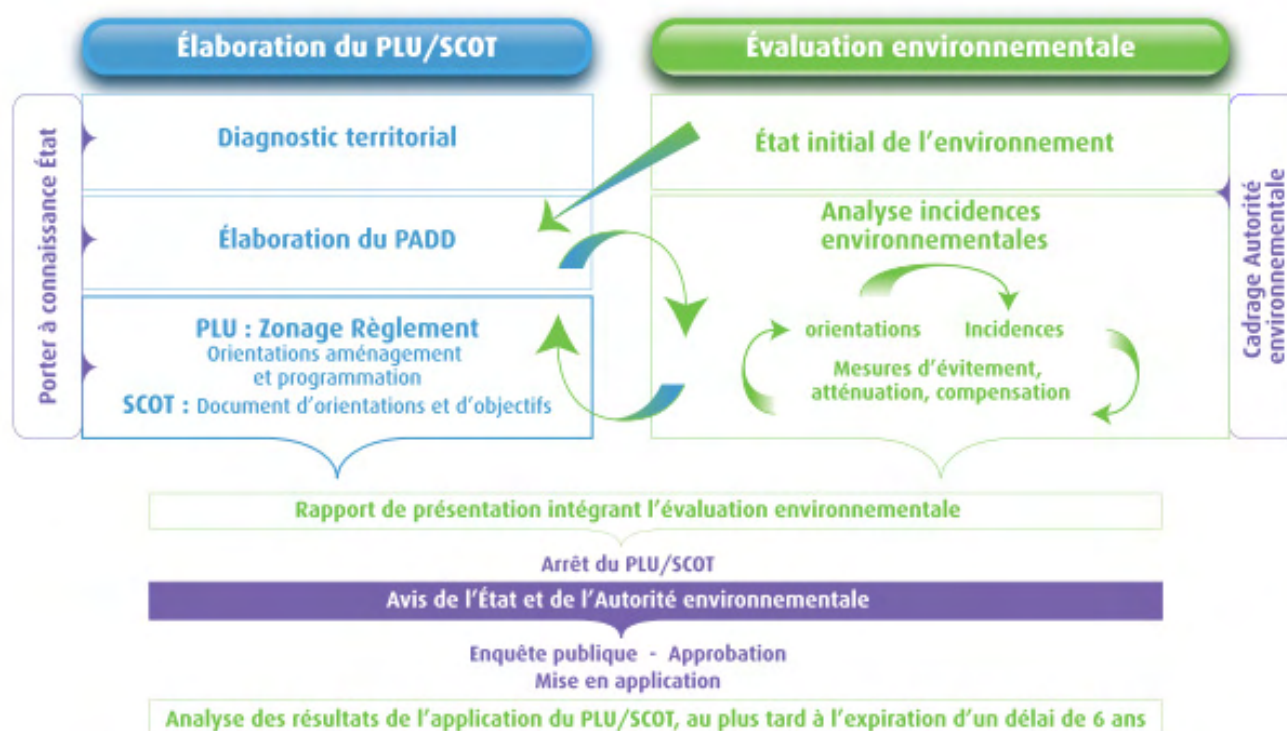 Élaboration du PLU/SCOT
Évaluation environnementale
Porter à connaissance État
Diagnostic territorial
Élaboration du PADD
PLU : Zonage Règlement
Orientations aménagement
et programmation
SCOT : Document d'orientations et d'objectifs
État initial de l'environnement
Analyse incidences
environnementales
orientations
Incidences
Mesures d'évitement,
atténuation, compensation
Cadrage Autorité
environnementale
Rapport de présentation intégrant l'évaluation environnementale
Arrêt du PLU/SCOT
Avis de l'État et de l'Autorité environnementale
Enquête publique - Approbation
Mise en application
Analyse des résultats de l'application du PLU/SCOT, au plus tard à l'expiration d'un délai de 6 ans